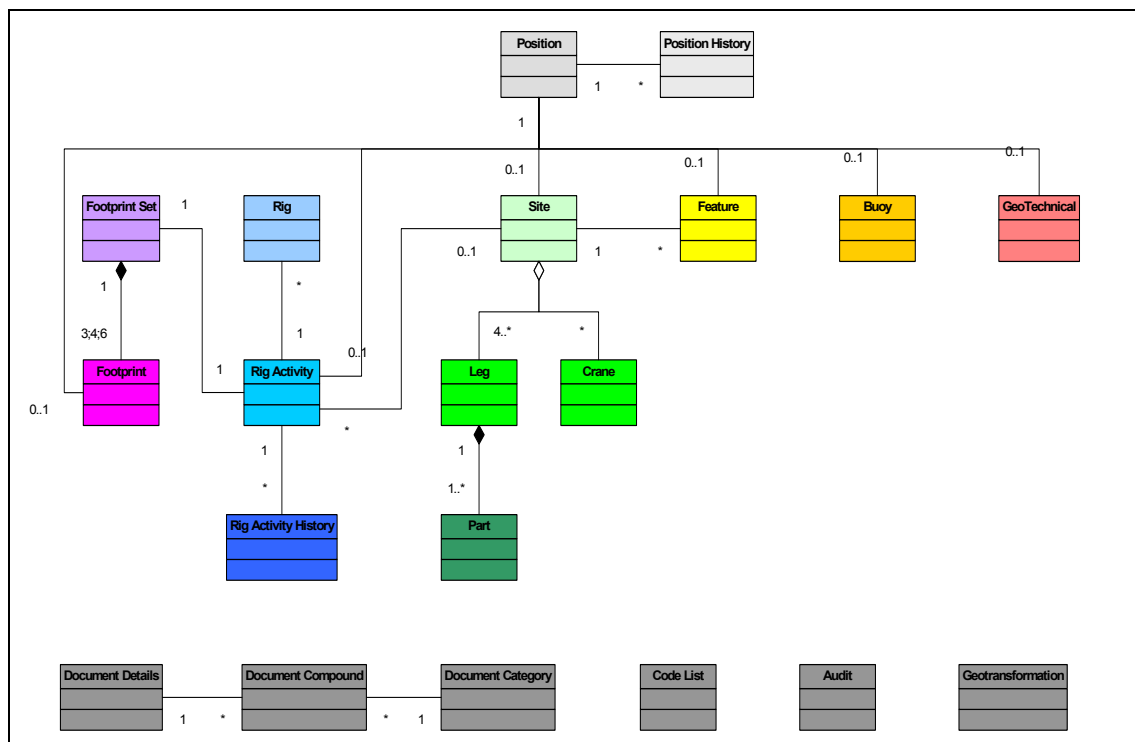 Position
Position History
1
*
1
0..1
0..1
0..1
0..1
Footprint Set
1
Rig
Site
Feature
Buoy
GeoTechnical
0..1
1
*
1
*
3;4;6
1
0..1
4..*
*
Footprint
1
Rig Activity
Leg
Crane
0..1
*
1
1
*
1..*
Rig Activity History
Part
Document Details
Document Compound
Document Category
Code List
Audit
Geotransformation
1
*
*
1